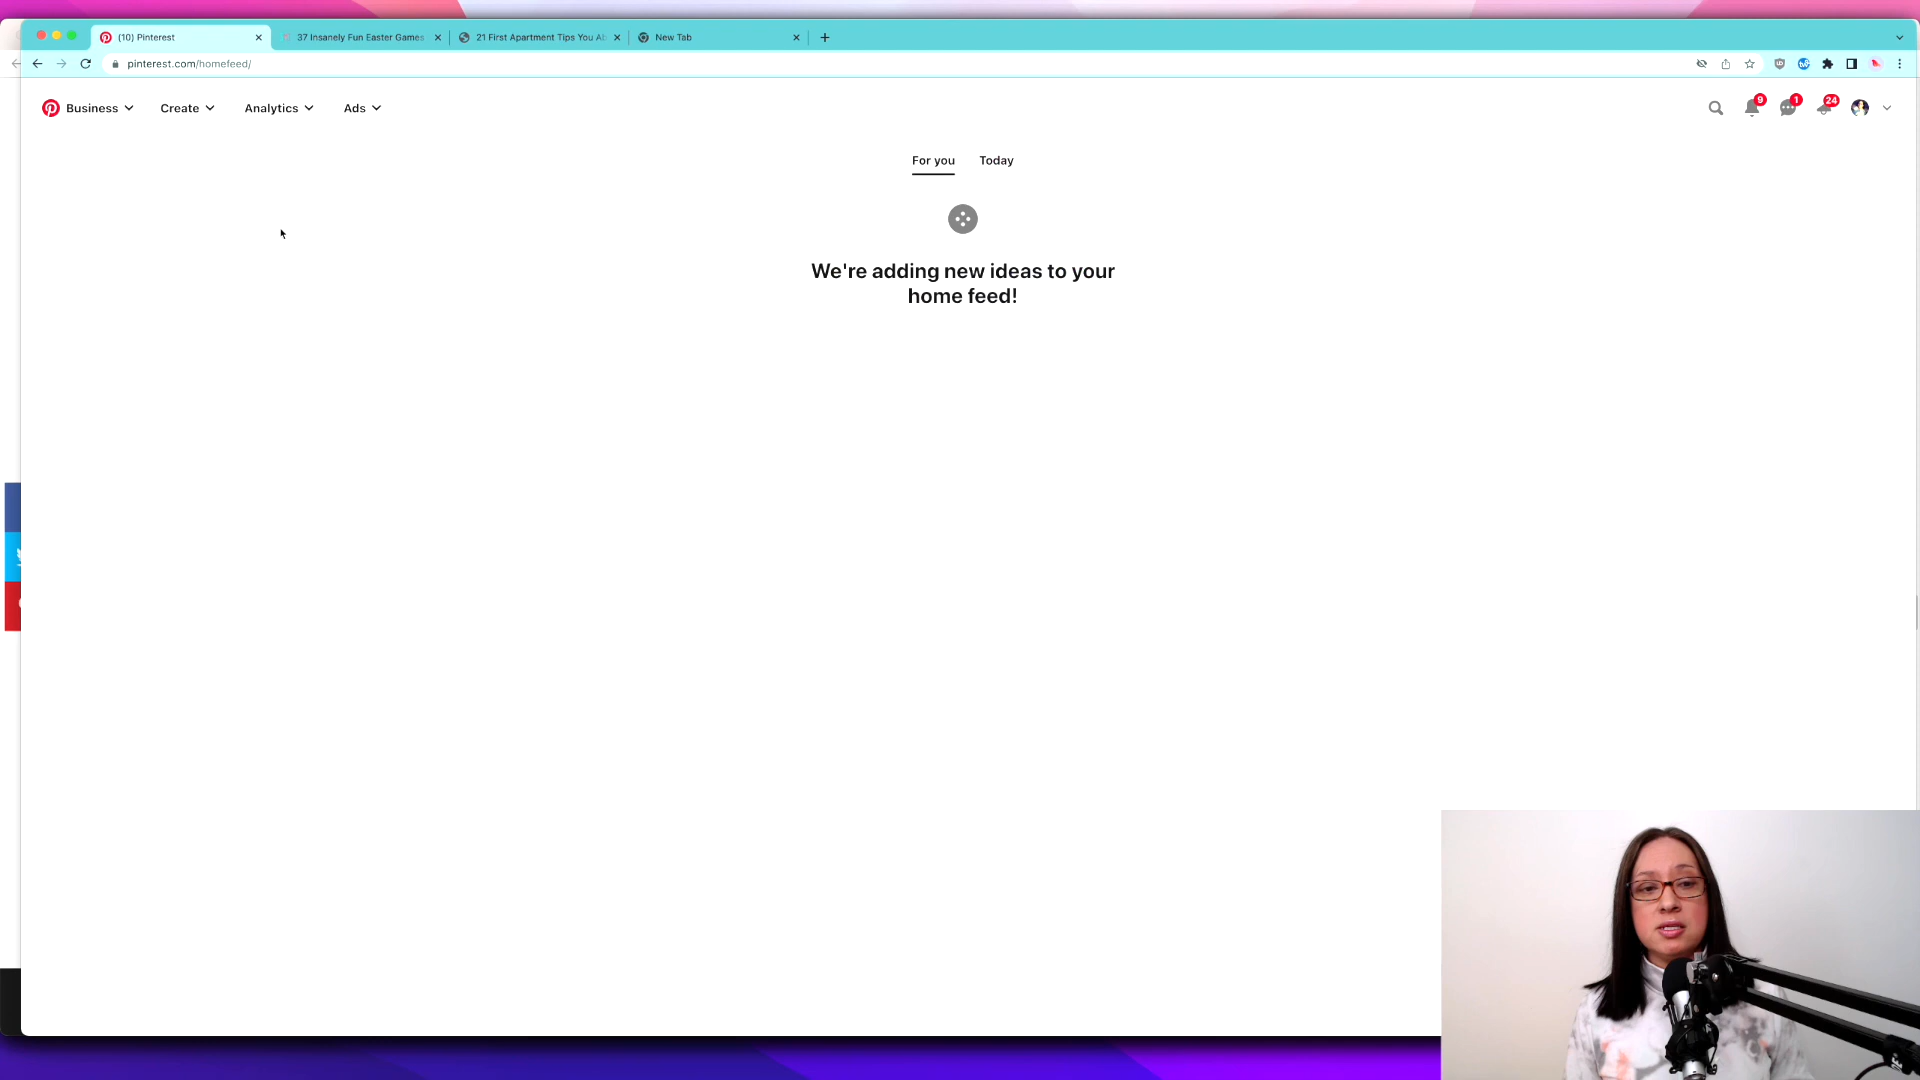 (10) Pinterest
37 Insanely Fun Easter Games
21 First Apartment Tips You Ab
New Tab
pinterest.com/homefeed/
Business
Create
Analytics
Ads
9
1
24
For you
Today
We're adding new ideas to your
home feed!